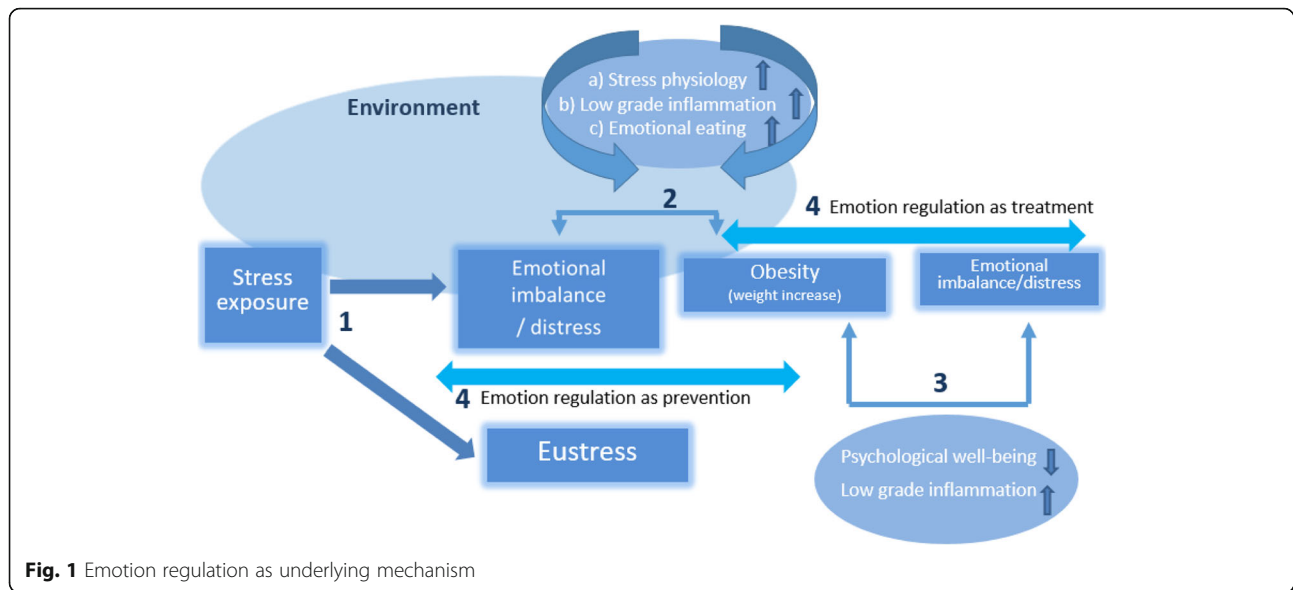 a) Stress physiology
b) Low grade inflammation
c) Emotional eating
Environment
2
4 Emotion regulation as treatment
Stress
exposure
1
Emotional
imbalance
/ distress
Obesity
(weight increase)
Emotional
imbalance/distress
4 Emotion regulation as prevention
3
Eustress
Psychological well-being
Low grade inflammation
Fig. 1 Emotion regulation as underlying mechanism